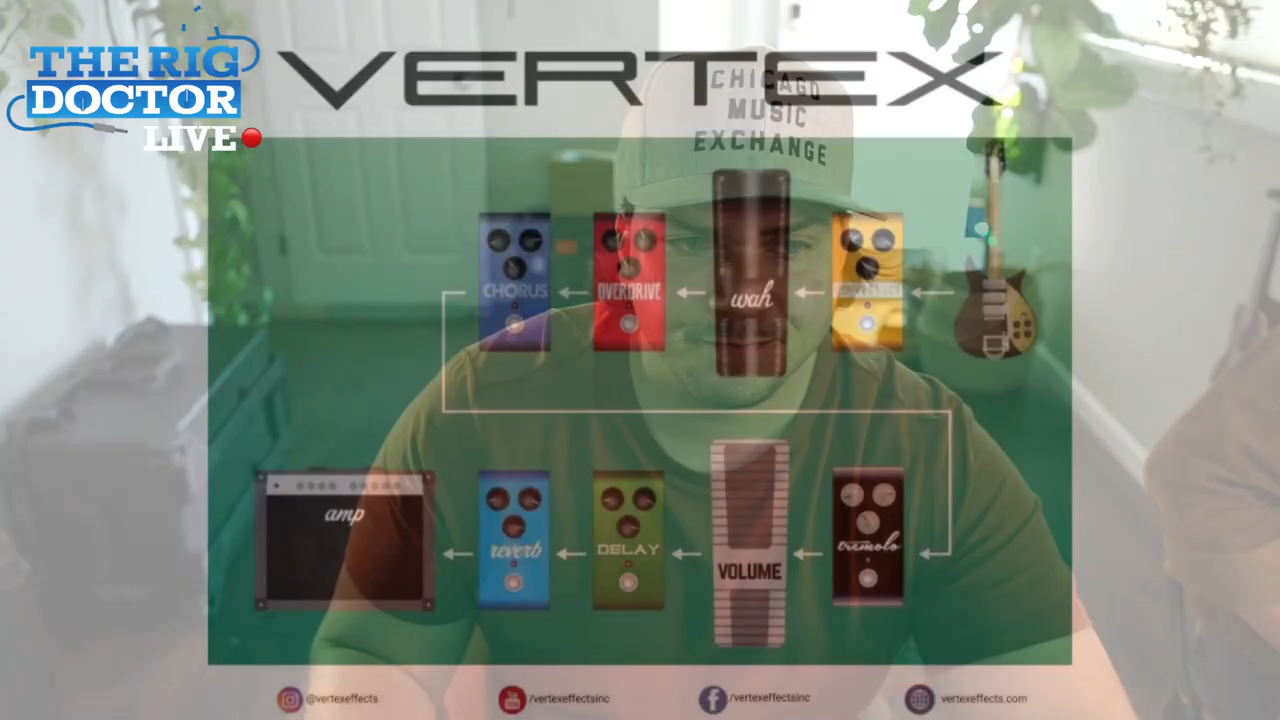 THE RIG
DOCTOR
LIVE
VERTEX
CHICAGO
MUSIC
EXCHANGE
CHORUS
OVERDRIVE
wah
amp
reverb
DELAY
VOLUME
tremolo
@vertexeffects
/vertexeffectsinc
/vertexeffectsinc
vertexeffects.com